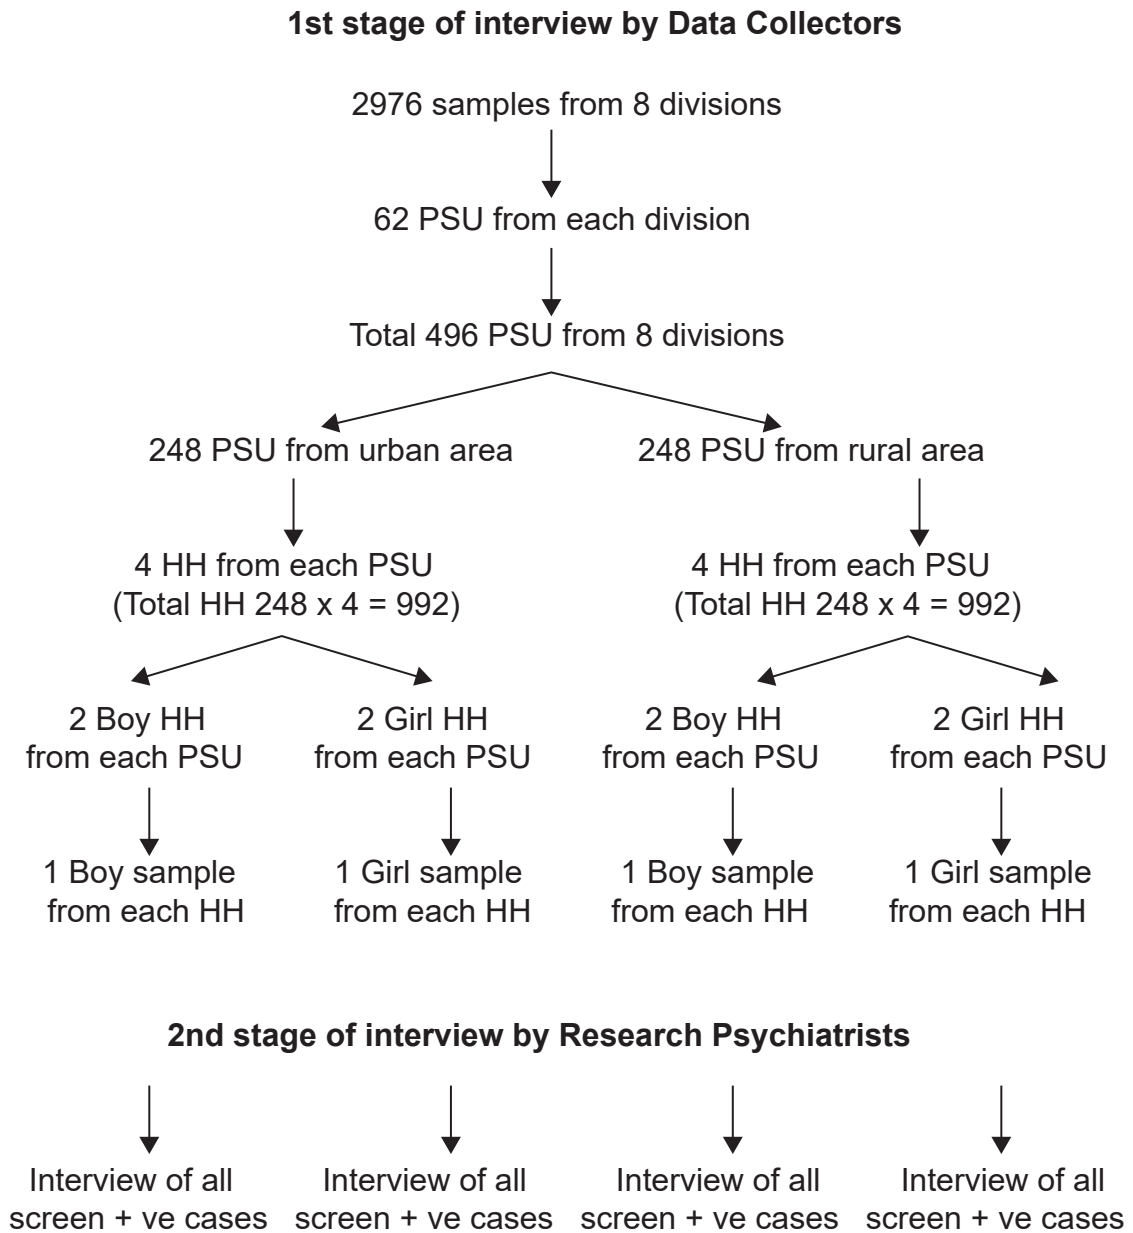 1st stage of interview by Data Collectors
2976 samples from 8 divisions
62 PSU from each division
Total 496 PSU from 8 divisions
248 PSU from urban area
248 PSU from rural area
4 HH from each PSU
(Total HH 248 x 4 = 992)
4 HH from each PSU
(Total HH 248 x 4 = 992)
2 Boy HH
from each PSU
2 Girl HH
from each PSU
2 Boy HH
from each PSU
2 Girl HH
from each PSU
1 Boy sample
from each HH
1 Girl sample
from each HH
1 Boy sample
from each HH
1 Girl sample
from each HH
2nd stage of interview by Research Psychiatrists
Interview of all
screen + ve cases
Interview of all
screen + ve cases
Interview of all
screen + ve cases
Interview of all
screen + ve cases